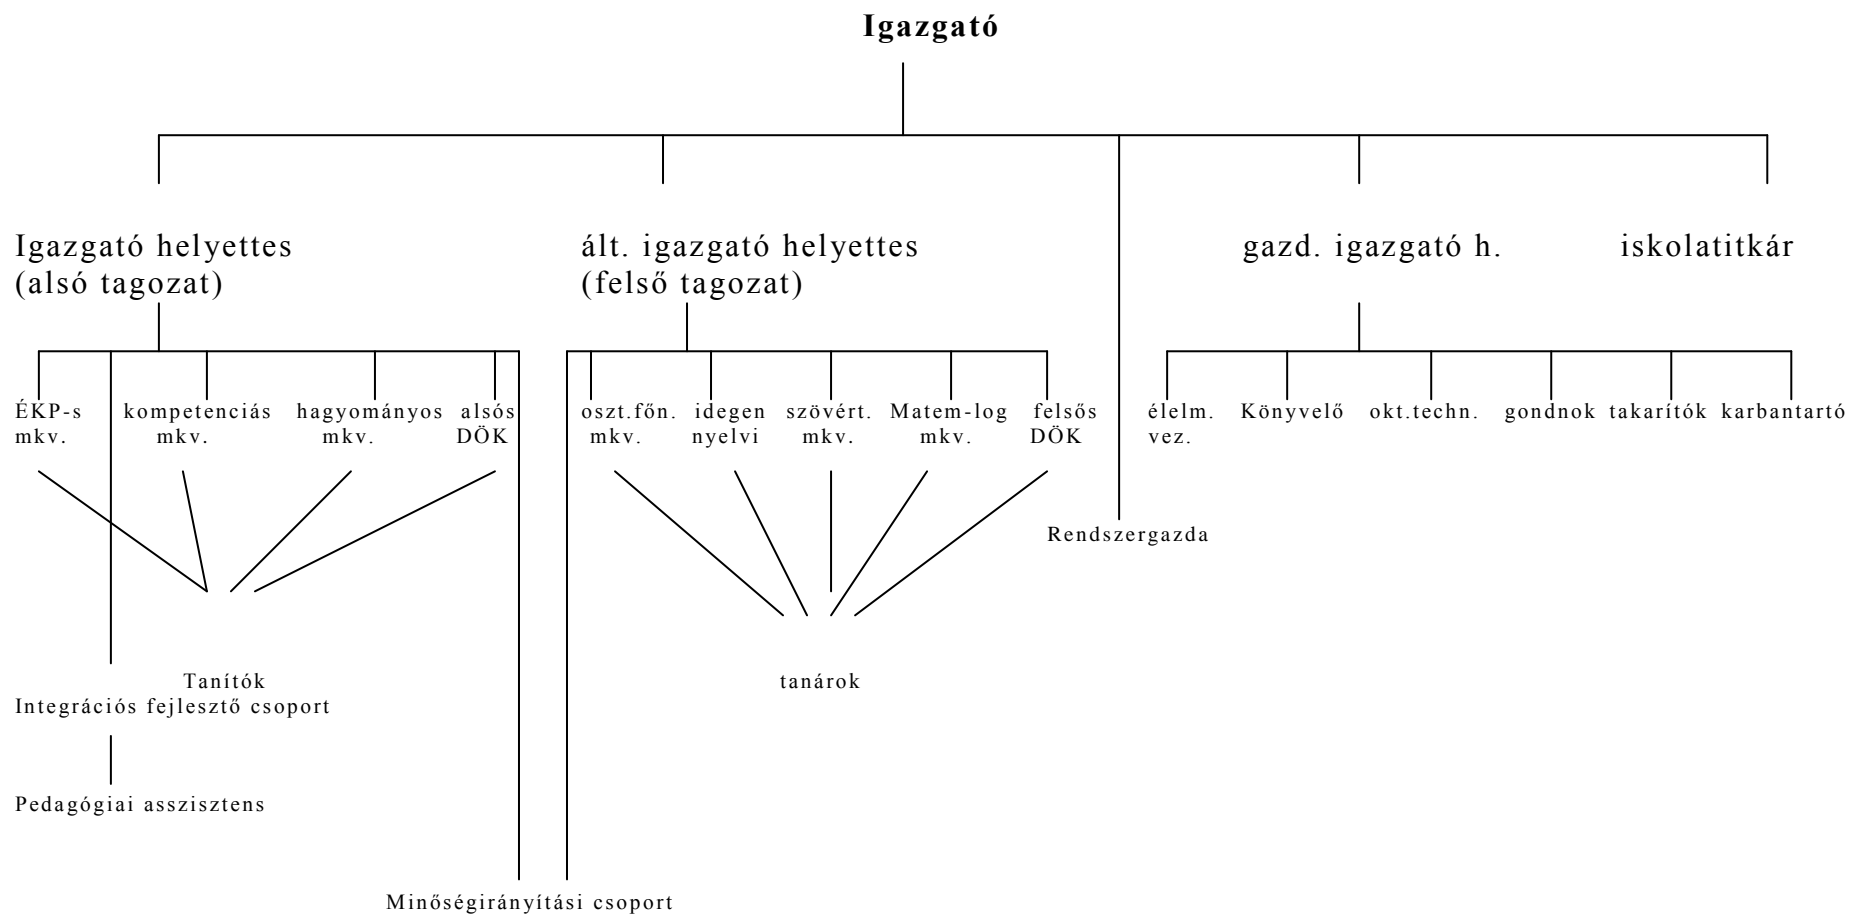 Igazgató
Igazgató helyettes ált. igazgató helyettes gazd. igazgató h. iskolatitkár
(alsó tagozat) (felső tagozat)
ÉKP-s kompetenciás hagyományos alsós oszt.főn. idegen szövért. Matem-log felsős élelm. Könyvelő okt.techn. gondnok takarítók karbantartó
mkv. mkv. mkv. DÖK mkv. nyelvi mkv. mkv. DÖK vez.
Rendszergazda
Tanítók tanárok
Integrációs fejlesztő csoport
Pedagógiai asszisztens
Minőségirányítási csoport